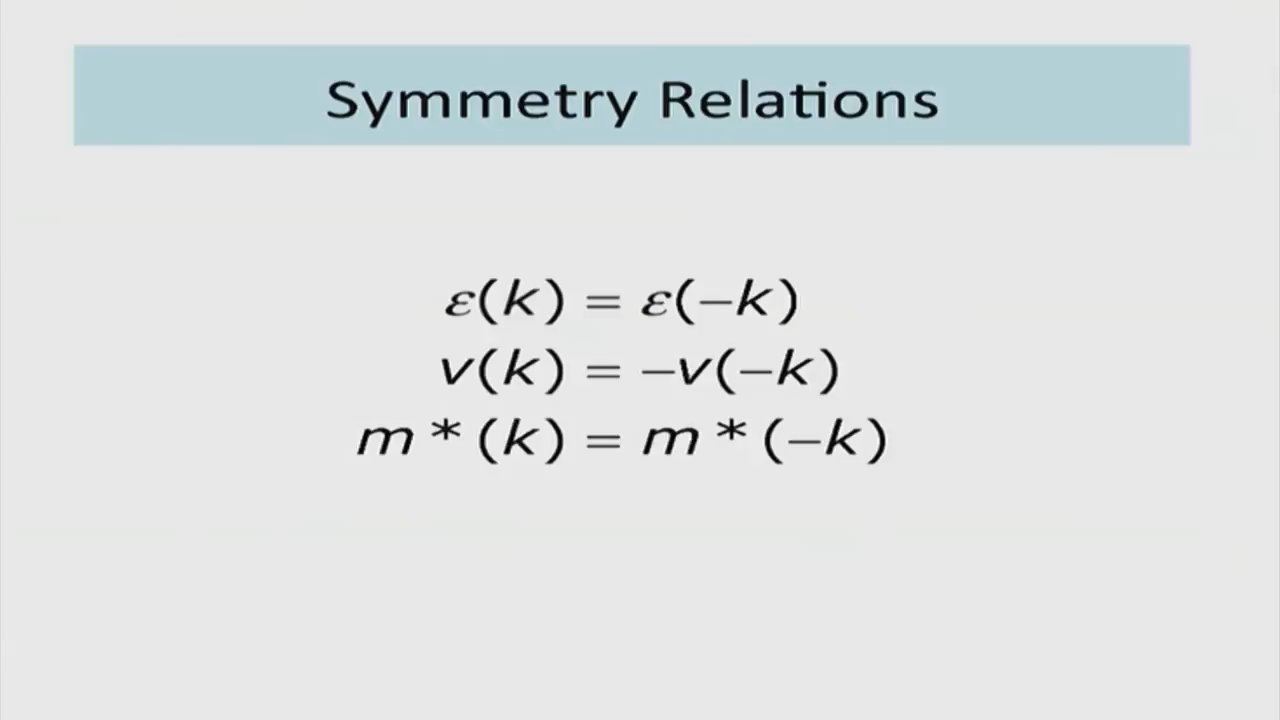 Symmetry Relations
ε(k) = ε(−k)
v(k) = −v(−k)
m * (k) = m * (−k)